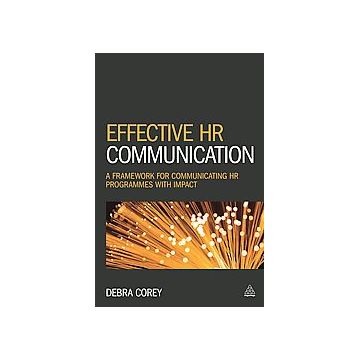 EFFECTIVE HR
COMMUNICATION
A FRAMEWORK FOR COMMUNICATING HR
PROGRAMMES WITH IMPACT
DEBRA COREY